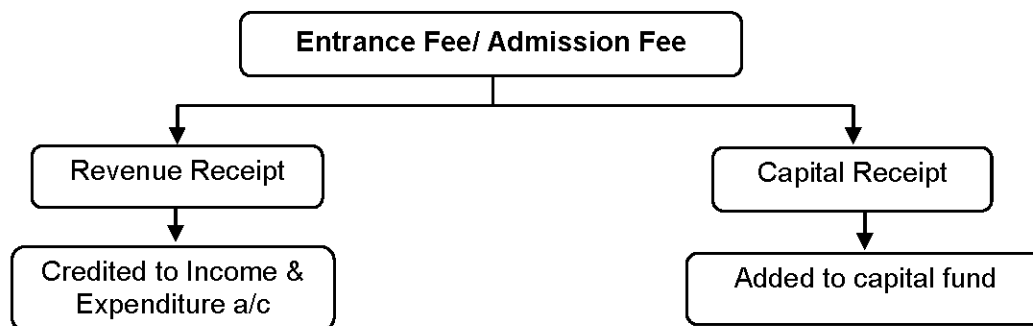 Entrance Fee/ Admission Fee
Revenue Receipt
Capital Receipt
Credited to Income &
Expenditure a/c
Added to capital fund